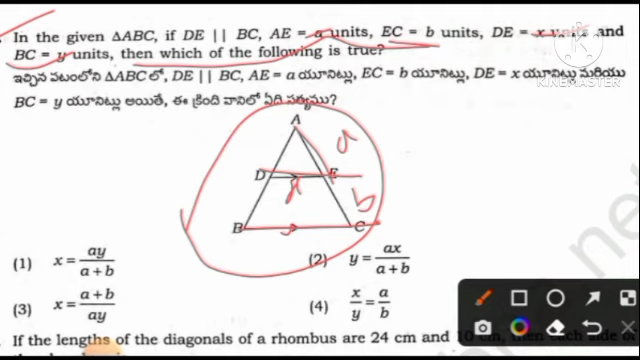 In the given ΔABC, if DE || BC, AE = a units, EC = b units, DE = x units and
BC = y units, then which of the following is true?
ఇచ్చిన పటంలోని ΔABC లో, DE || BC, AE = a యూనిట్లు, EC = b యూనిట్లు, DE = x యూనిట్లు మరియు
BC = y యూనిట్లు అయితే, ఈ క్రింది వానిలో ఏది సత్యము?
A
a
D E
x
b
B C
(1) x = ay / a + b (2) y = ax / a + b
(3) x = a + b / ay (4) x / y = a / b
If the lengths of the diagonals of a rhombus are 24 cm and 10 cm, then each side of
KINEMASTER